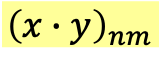 (x · y)ₙₘ